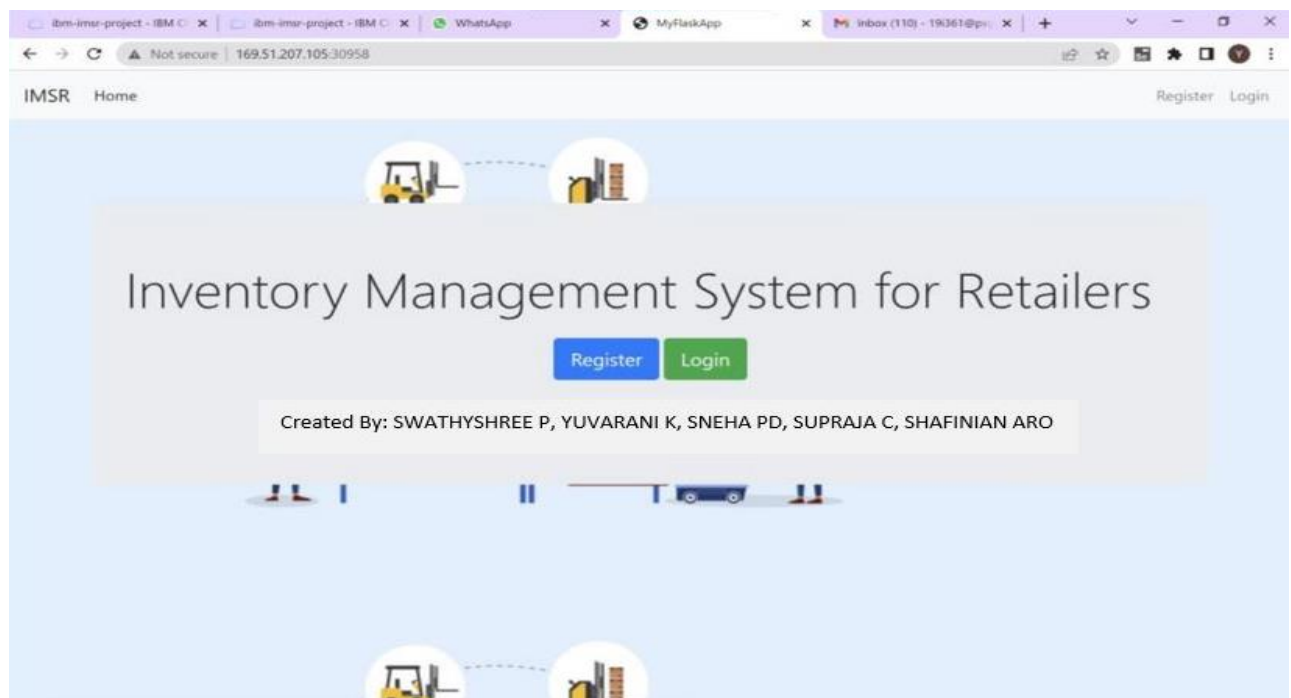 ibm-imsr-project - IBM C
ibm-imsr-project - IBM C
WhatsApp
MyFlaskApp
Inbox (110) - 19i361@ps
Not secure | 169.51.207.105:30958
IMSR Home
Register Login
Inventory Management System for Retailers
Register Login
Created By: SWATHYSHREE P, YUVARANI K, SNEHA PD, SUPRAJA C, SHAFINIAN ARO